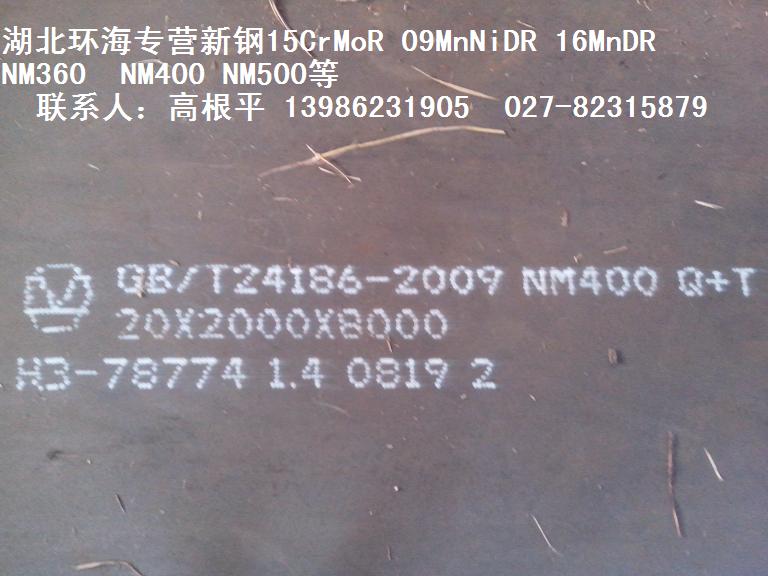 湖北环海专营新钢15CrMoR 09MnNiDR 16MnDR
NM360 NM400 NM500等
联系人：高根平 13986231905 027-82315879
GB/T24186-2009 NM400 Q+T
20X2000X8000
H3-78774 1.4 0819 2